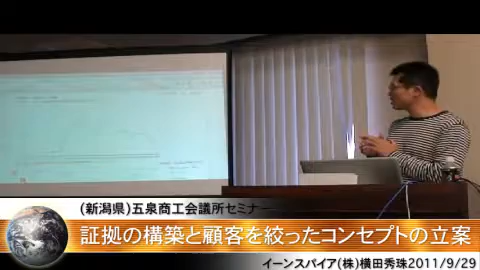 (新潟県)五泉商工会議所セミナー
証拠の構築と顧客を絞ったコンセプトの立案
イーンスパイア(株)横田秀珠2011/9/29